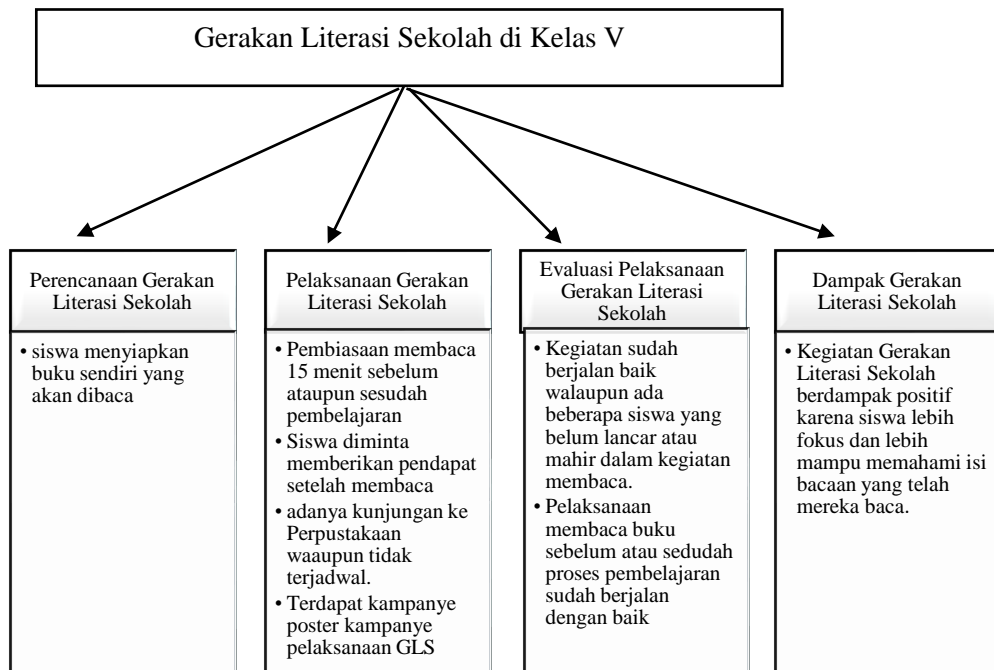 Gerakan Literasi Sekolah di Kelas V
Perencanaan Gerakan
Literasi Sekolah
• siswa menyiapkan
buku sendiri yang
akan dibaca
Pelaksanaan Gerakan
Literasi Sekolah
• Pembiasaan membaca
15 menit sebelum
ataupun sesudah
pembelajaran
• Siswa diminta
memberikan pendapat
setelah membaca
• adanya kunjungan ke
Perpustakaan
waaupun tidak
terjadwal.
• Terdapat kampanye
poster kampanye
pelaksanaan GLS
Evaluasi Pelaksanaan
Gerakan Literasi
Sekolah
• Kegiatan sudah
berjalan baik
walaupun ada
beberapa siswa yang
belum lancar atau
mahir dalam kegiatan
membaca.
• Pelaksanaan
membaca buku
sebelum atau sedudah
proses pembelajaran
sudah berjalan
dengan baik
Dampak Gerakan
Literasi Sekolah
• Kegiatan Gerakan
Literasi Sekolah
berdampak positif
karena siswa lebih
fokus dan lebih
mampu memahami isi
bacaan yang telah
mereka baca.